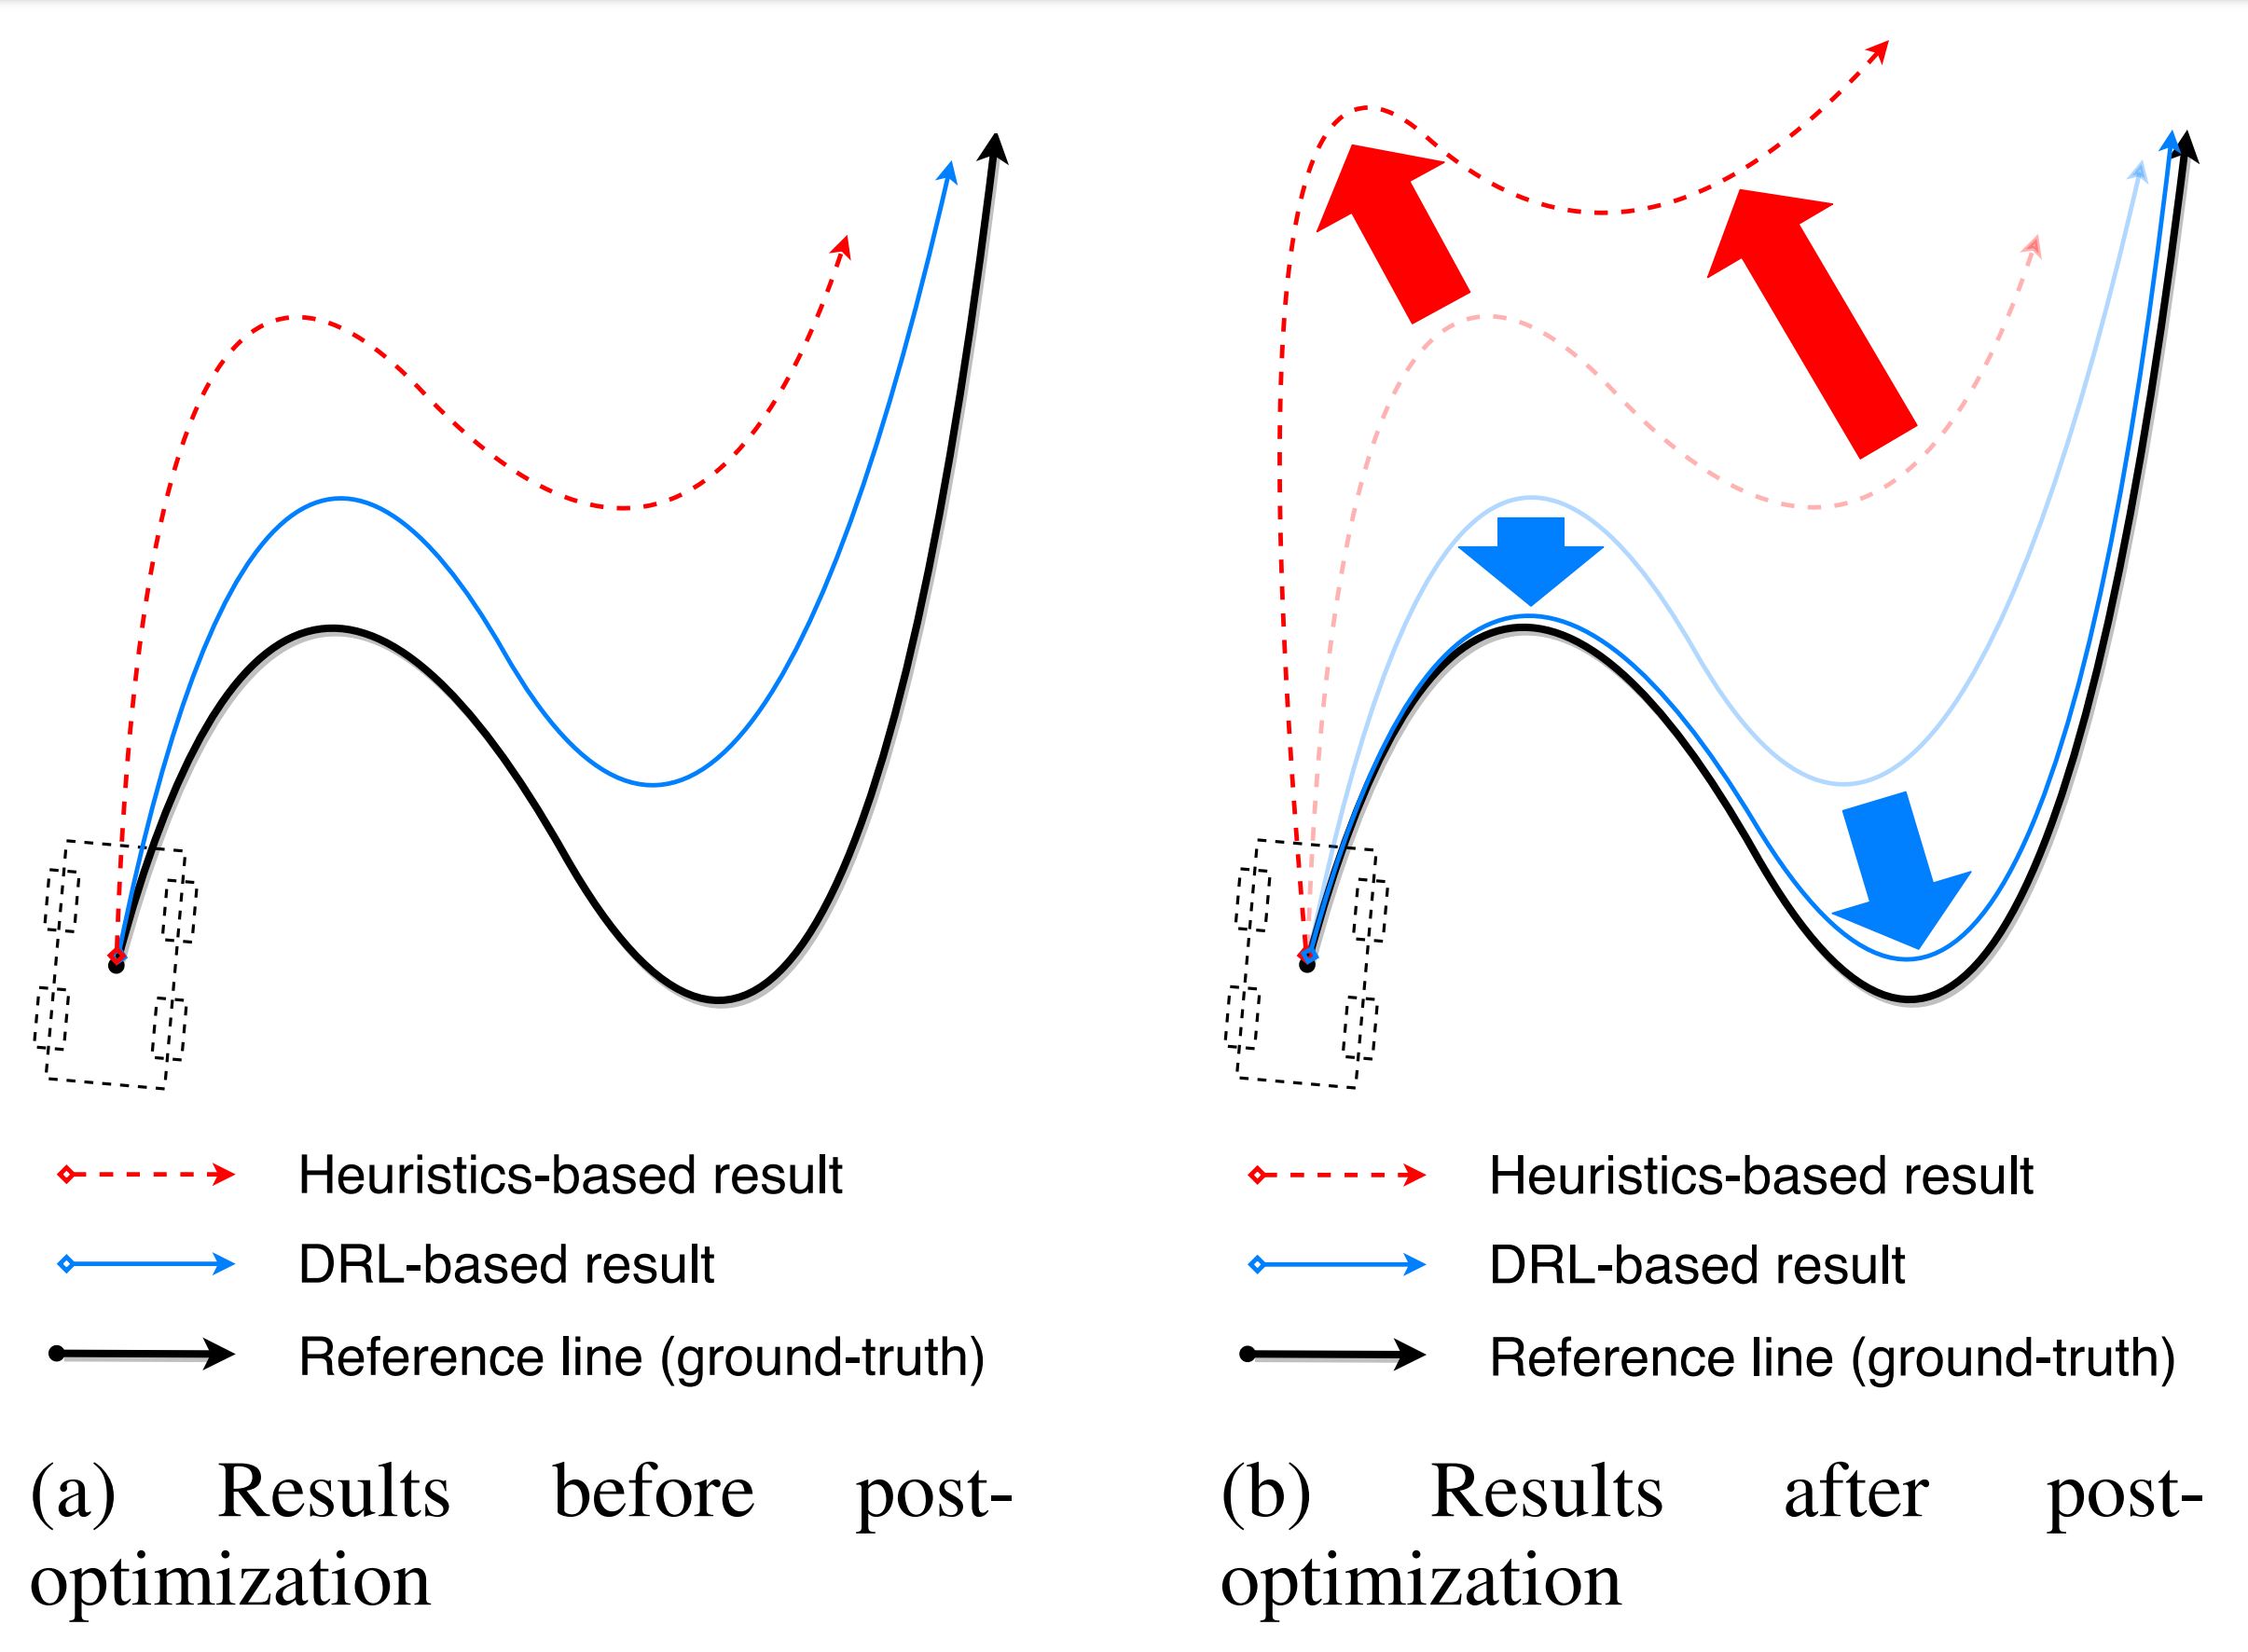 Heuristics-based result
DRL-based result
Reference line (ground-truth)
(a) Results before post-
optimization
Heuristics-based result
DRL-based result
Reference line (ground-truth)
(b) Results after post-
optimization